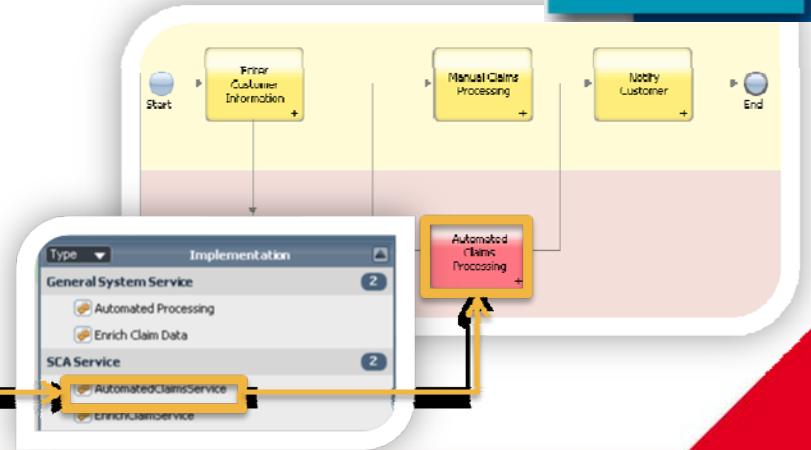 Start
Enter
Customer
Information
Manual Claims
Processing
Notify
Customer
End
Automated
Claims
Processing
Type
Implementation
General System Service
2
Automated Processing
Enrich Claim Data
SCA Service
2
AutomatedClaimsService
EnrichClaimService